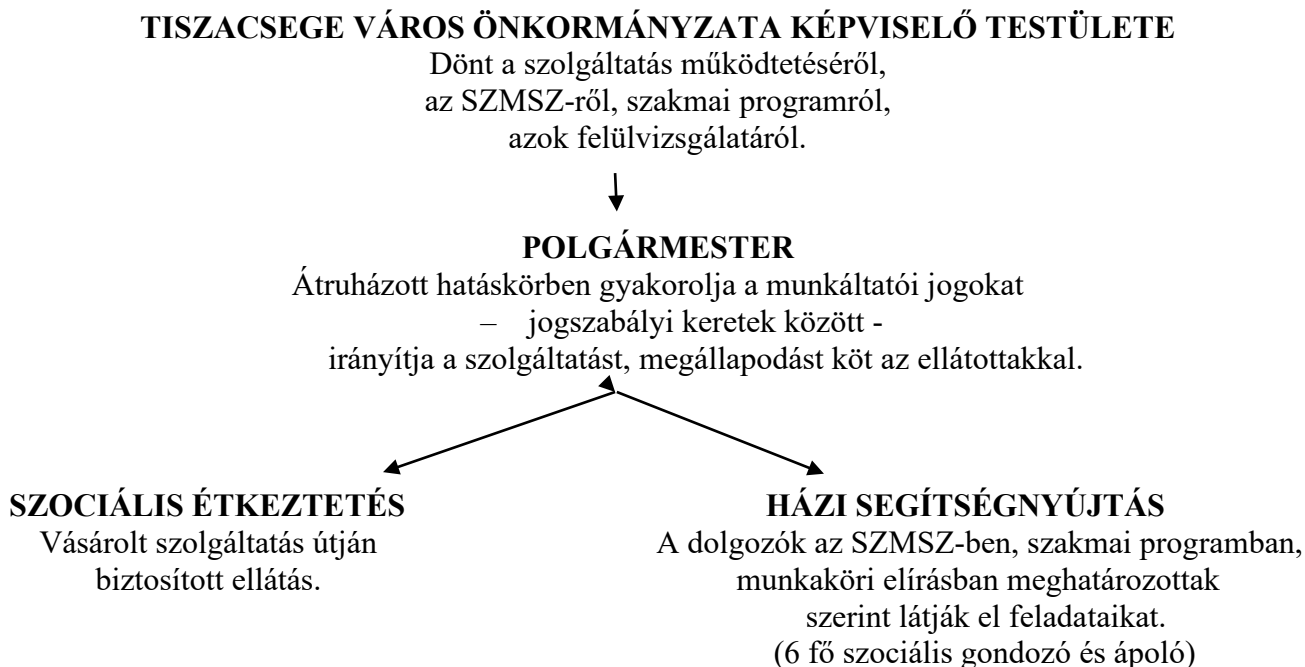 TISZACSEGE VÁROS ÖNKORMÁNYZATA KÉPVISELŐ TESTÜLETE
Dönt a szolgáltatás működtetéséről,
az SZMSZ-ről, szakmai programról,
azok felülvizsgálatáról.
POLGÁRMESTER
Átruházott hatáskörben gyakorolja a munkáltatói jogokat
– jogszabályi keretek között -
irányítja a szolgáltatást, megállapodást köt az ellátottakkal.
SZOCIÁLIS ÉTKEZTETÉS
Vásárolt szolgáltatás útján
biztosított ellátás.
HÁZI SEGÍTSÉGNYÚJTÁS
A dolgozók az SZMSZ-ben, szakmai programban,
munkaköri elírásban meghatározottak
szerint látják el feladataikat.
(6 fő szociális gondozó és ápoló)